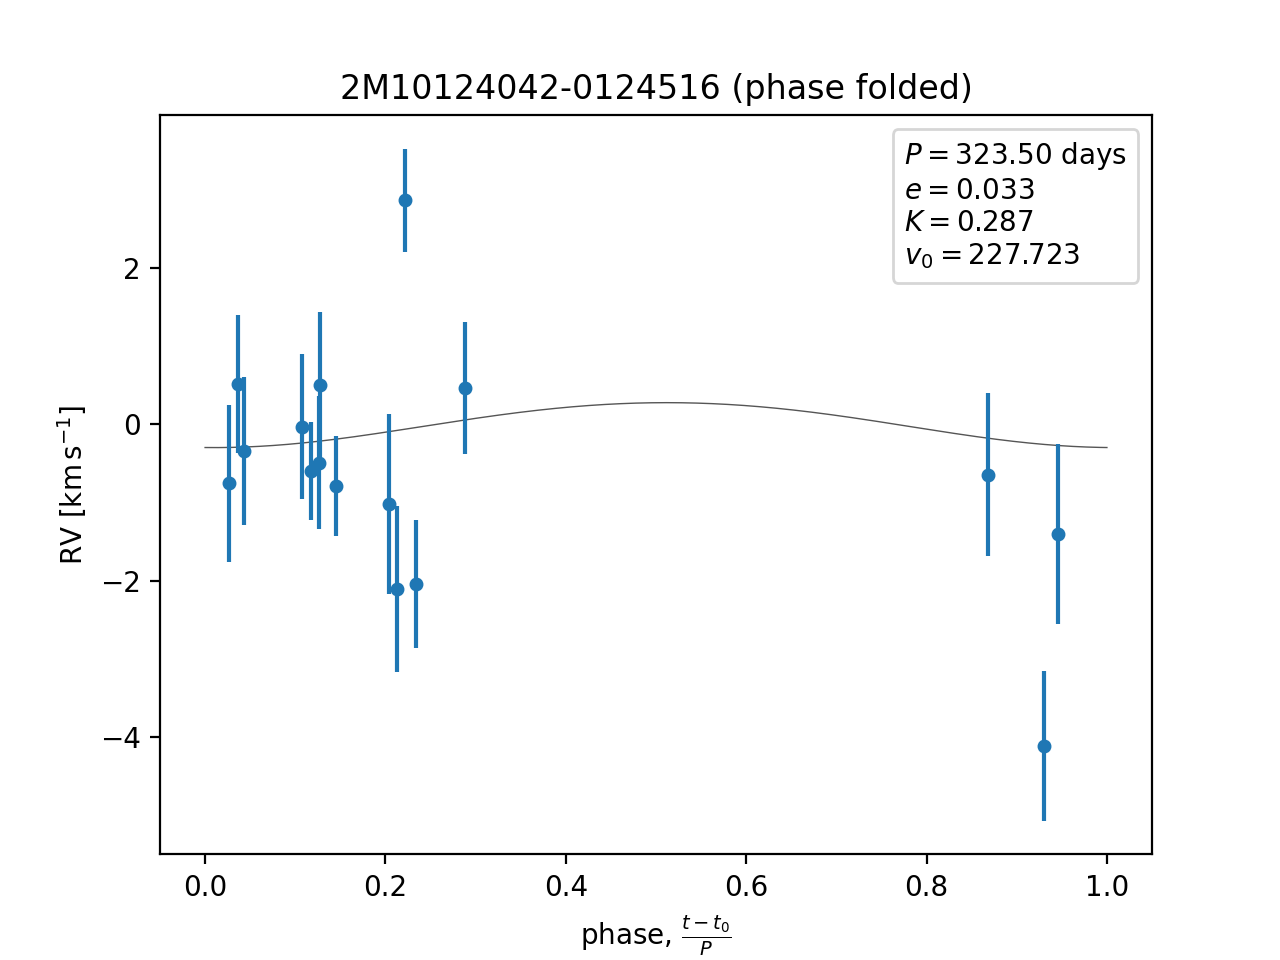 2M10124042-0124516 (phase folded)
P = 323.50 days
e = 0.033
K = 0.287
v₀ = 227.723
RV [km s⁻¹]
2
0
−2
−4
0.0 0.2 0.4 0.6 0.8 1.0
phase, (t − t₀)/P